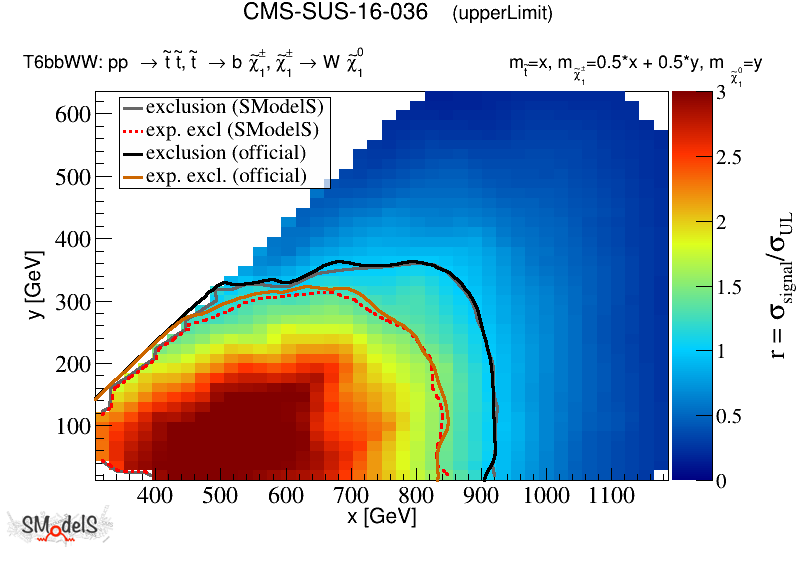 CMS-SUS-16-036 (upperLimit)
T6bbWW: pp → t̃ t̃, t̃ → b χ̃₁±, χ̃₁± → W χ̃₁⁰
m_t̃=x, m_χ̃₁±=0.5*x + 0.5*y, m_χ̃₁⁰=y
exclusion (SModelS)
exp. excl (SModelS)
exclusion (official)
exp. excl. (official)
600
500
400
300
200
100
y [GeV]
400 500 600 700 800 900 1000 1100
x [GeV]
3
2.5
2
1.5
1
0.5
0
r = σ_signal/σ_UL
SModelS